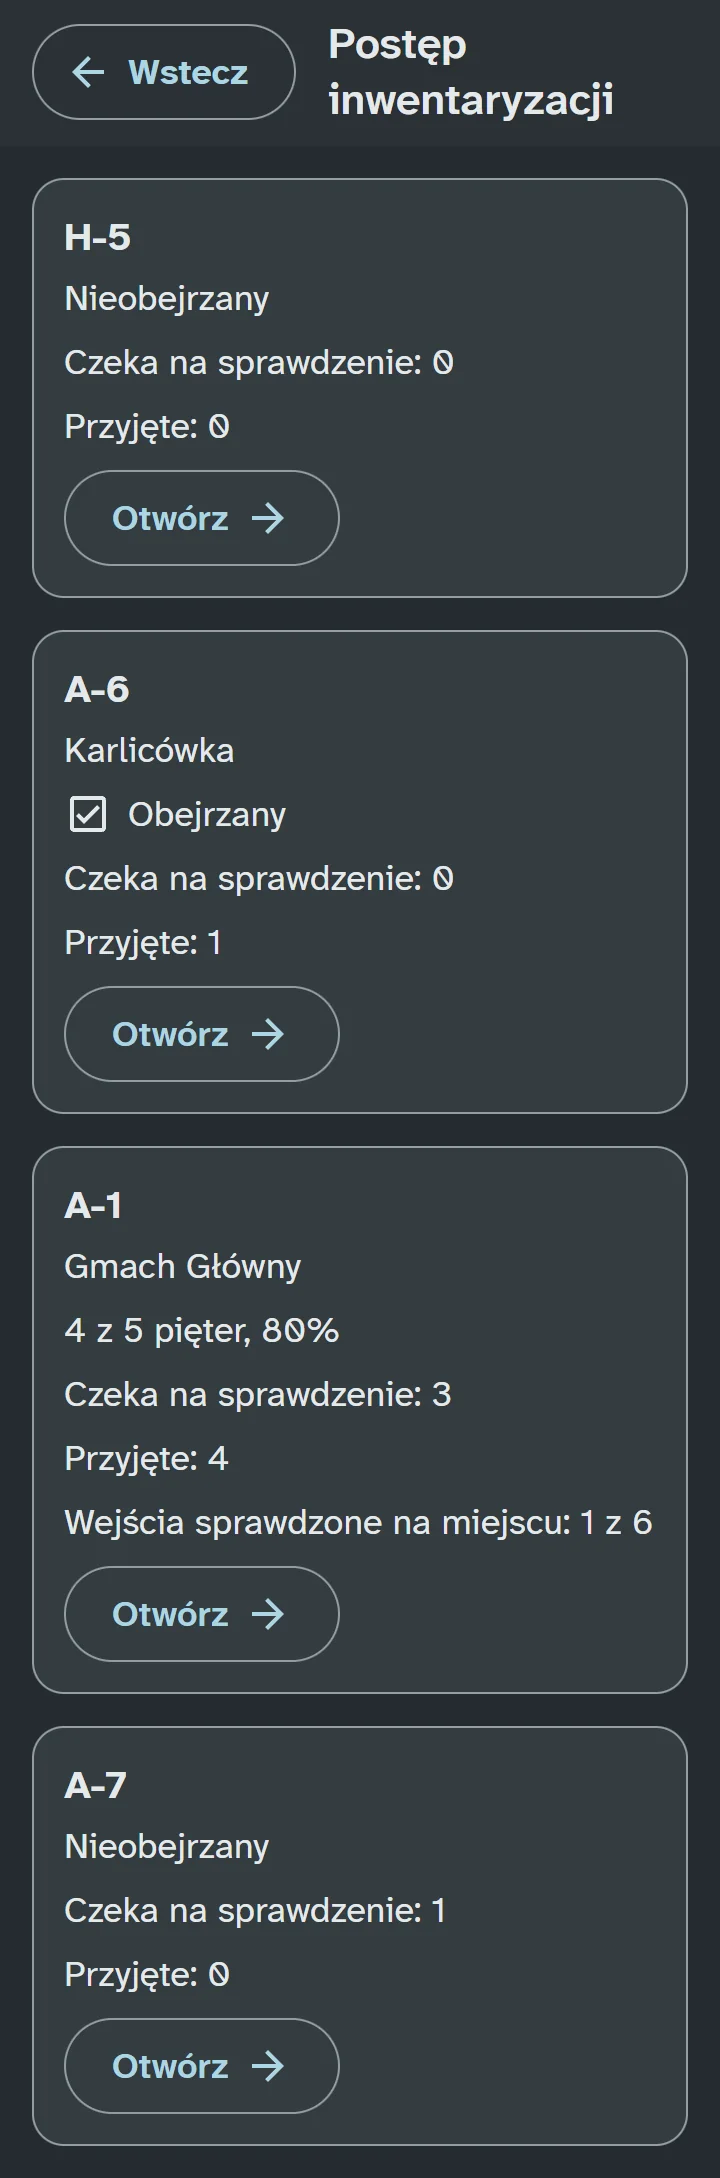 Wstecz
Postęp
inwentaryzacji
H-5
Nieobejrzany
Czeka na sprawdzenie: 0
Przyjęte: 0
Otwórz
A-6
Karlicówka
Obejrzany
Czeka na sprawdzenie: 0
Przyjęte: 1
Otwórz
A-1
Gmach Główny
4 z 5 pięter, 80%
Czeka na sprawdzenie: 3
Przyjęte: 4
Wejścia sprawdzone na miejscu: 1 z 6
Otwórz
A-7
Nieobejrzany
Czeka na sprawdzenie: 1
Przyjęte: 0
Otwórz